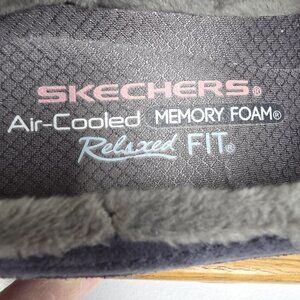 SKECHERS®
Air-Cooled MEMORY FOAM®
Relaxed FIT®